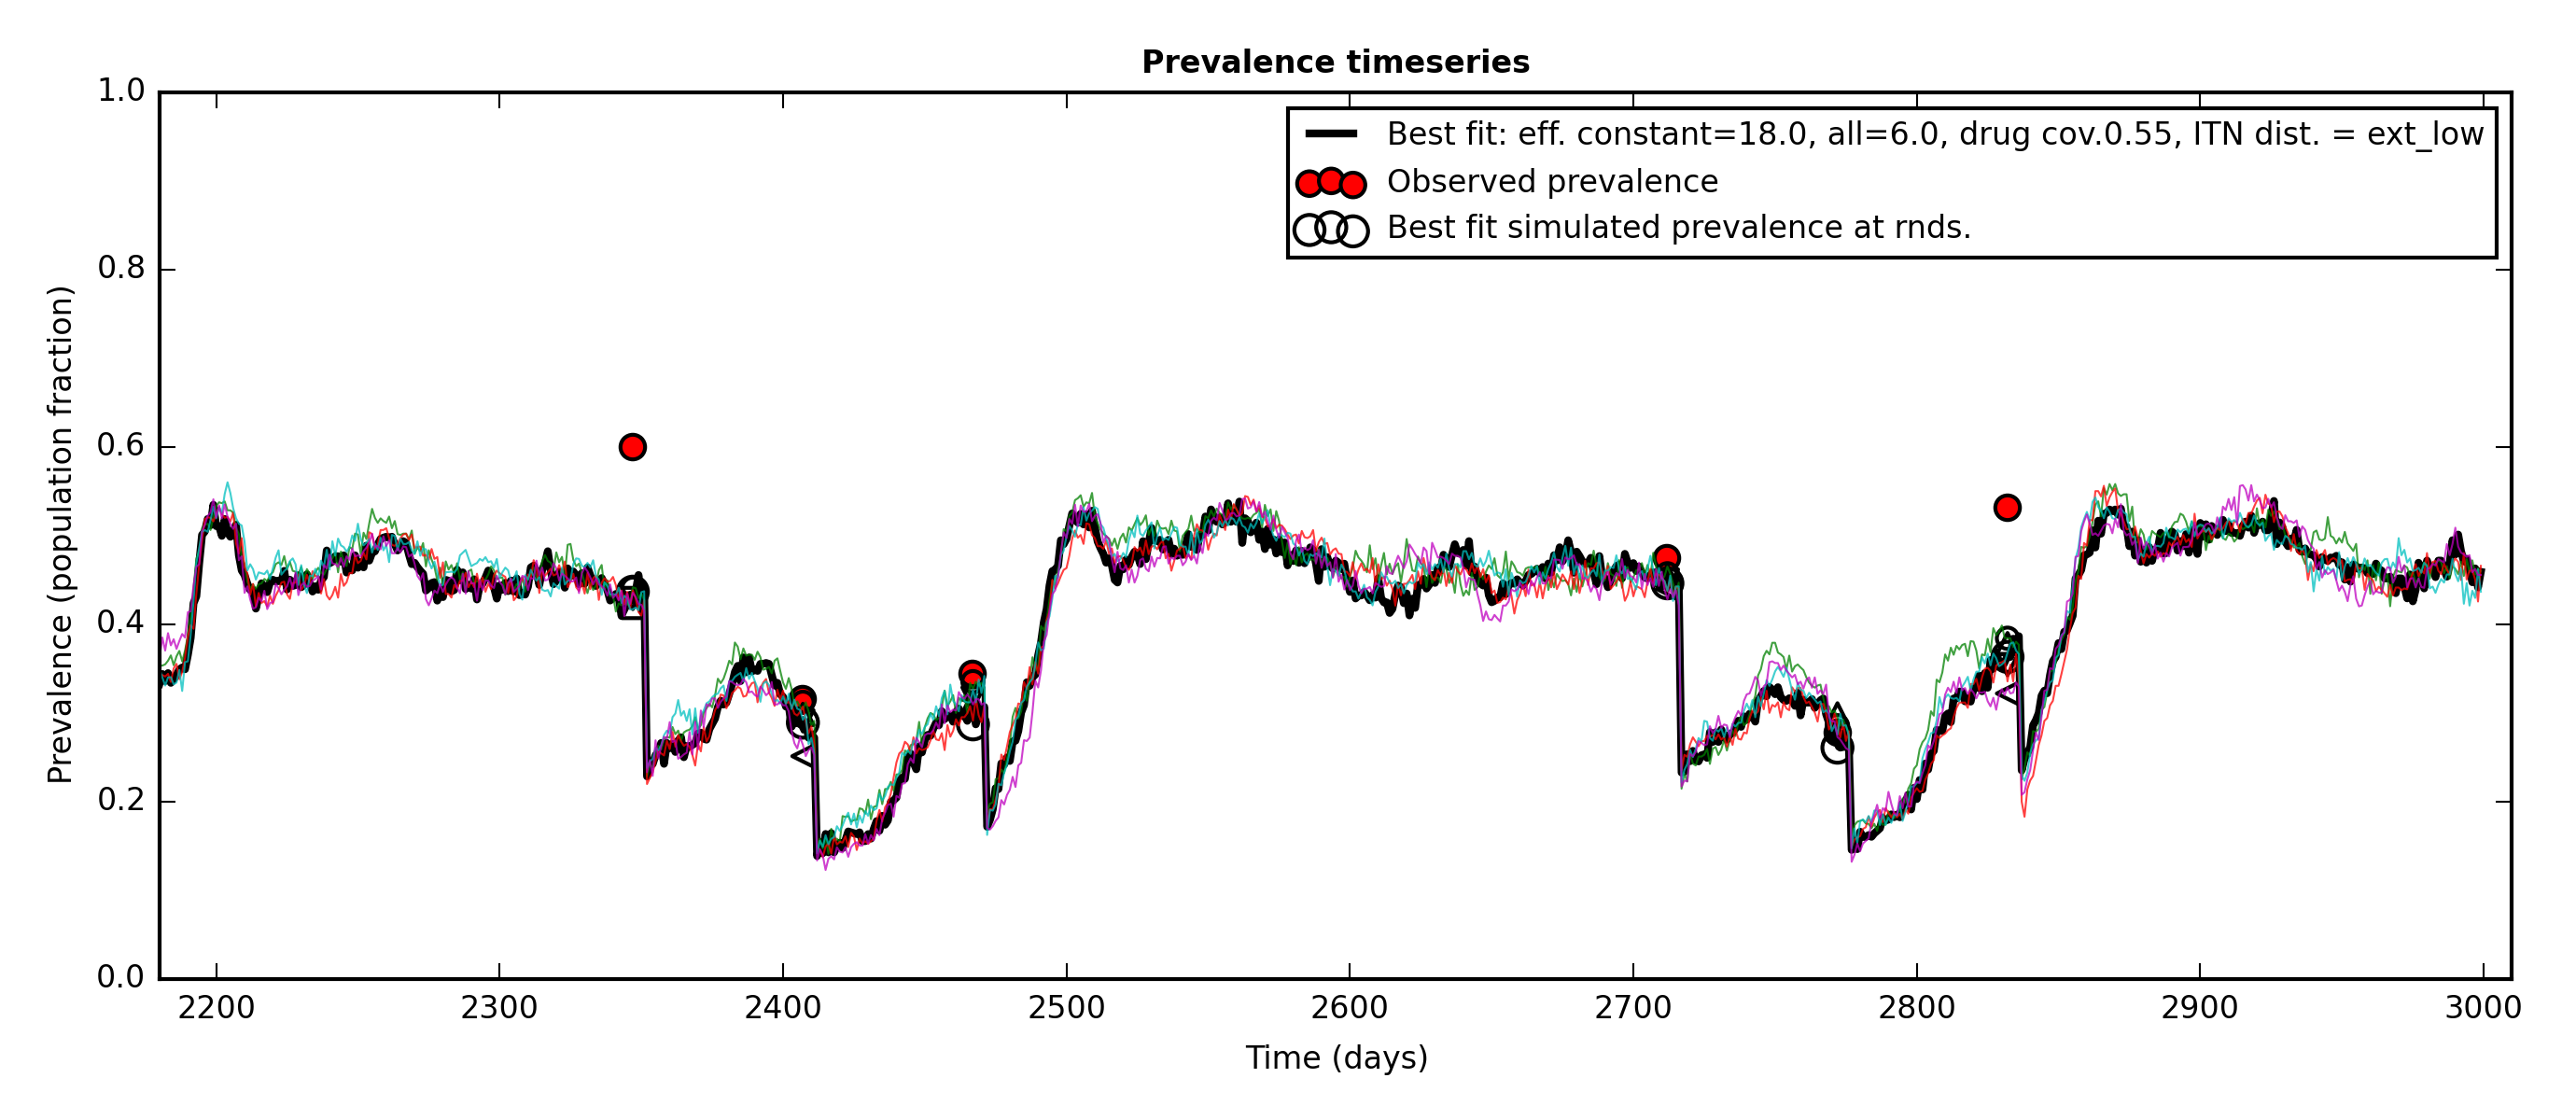 Prevalence timeseries
Best fit: eff. constant=18.0, all=6.0, drug cov.0.55, ITN dist. = ext_low
Observed prevalence
Best fit simulated prevalence at rnds.
Prevalence (population fraction)
1.0
0.8
0.6
0.4
0.2
0.0
2200 2300 2400 2500 2600 2700 2800 2900 3000
Time (days)